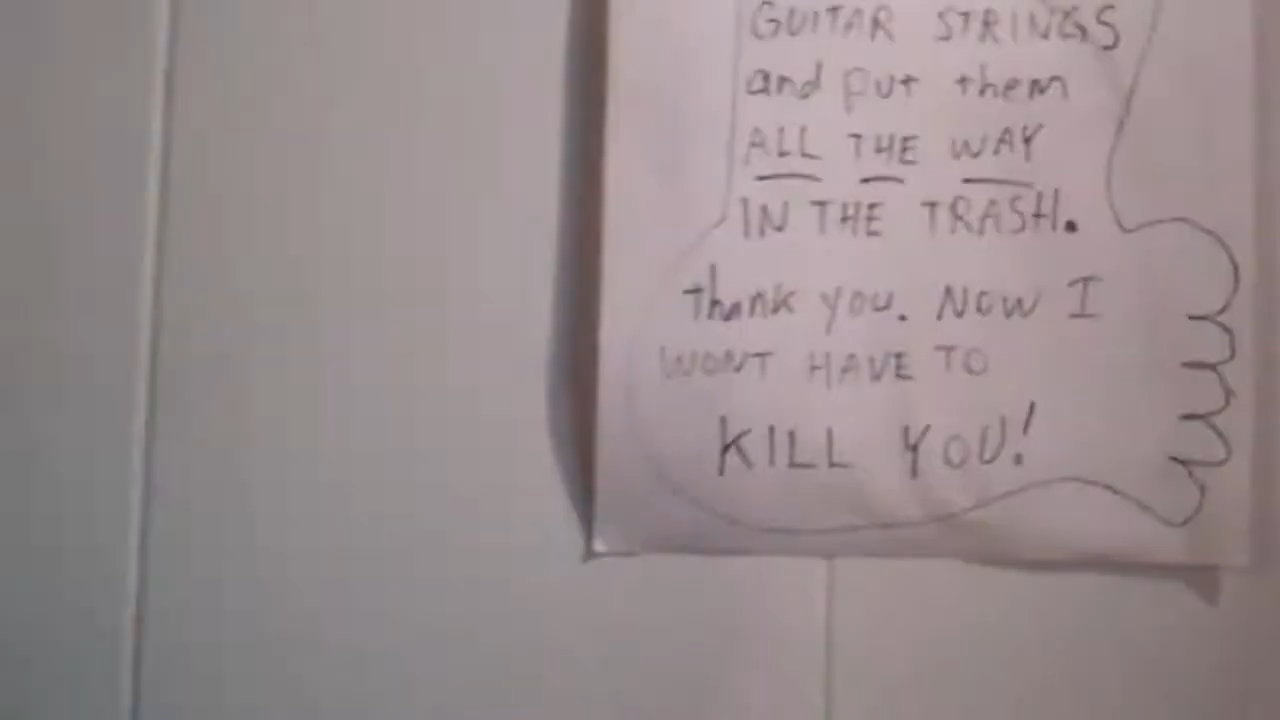 GUITAR STRINGS
and put them
ALL THE WAY
IN THE TRASH.
Thank you. NOW I
WONT HAVE TO
KILL YOU!